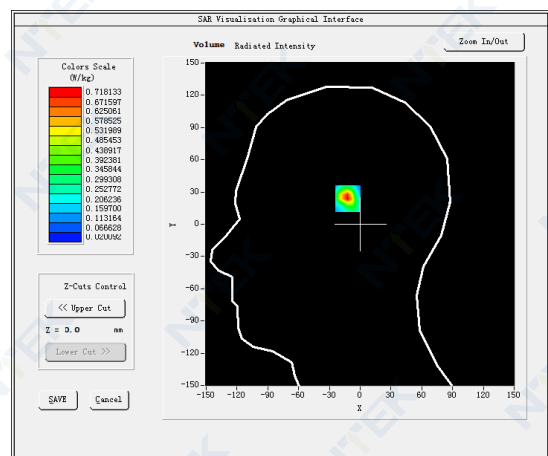 SAR Visualisation Graphical Interface
Volume Radiated Intensity
Zoom In/Out
Colors Scale
(W/kg)
0.718133
0.671597
0.625061
0.578525
0.531989
0.485453
0.438917
0.392381
0.345844
0.299308
0.252772
0.206236
0.159700
0.113164
0.066628
0.020092
Z-Cuts Control
<< Upper Cut
Z = 0.0 mm
Lower Cut >>
SAVE Cancel
150
120
90
60
30
0
-30
-60
-90
-120
-150
Y
-150 -120 -90 -60 -30 0 30 60 90 120 150
X
NTEK